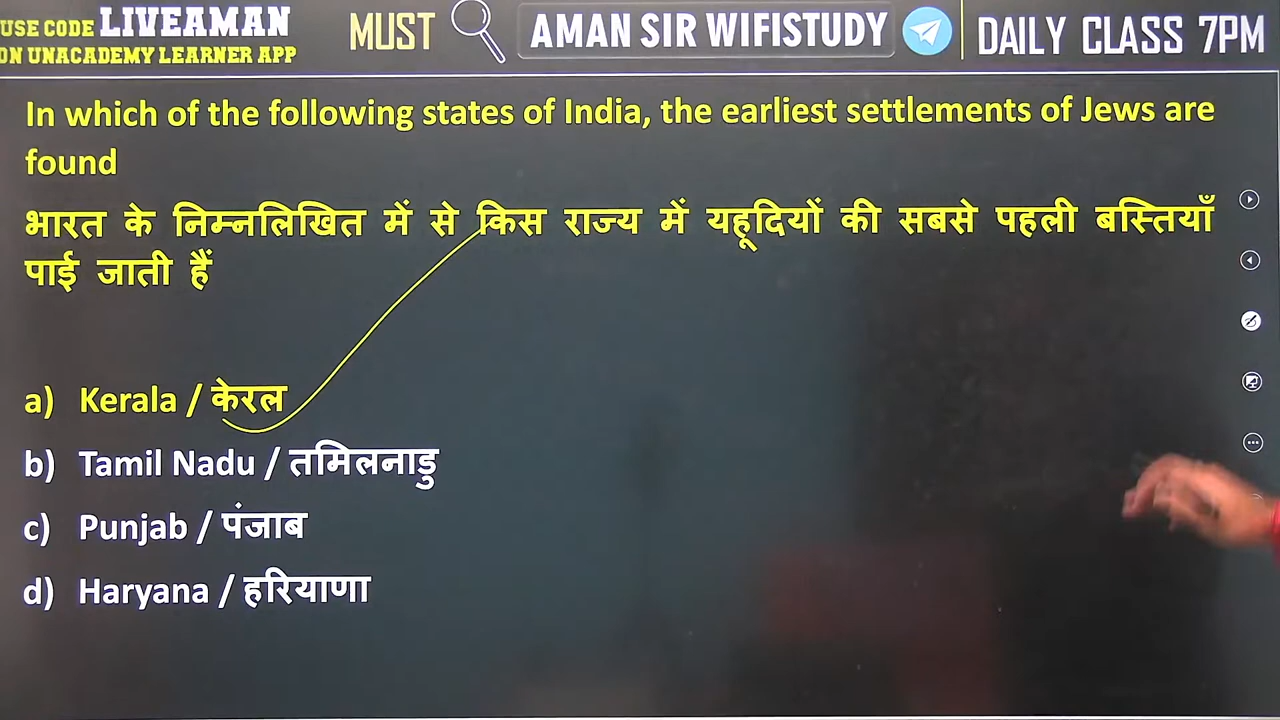 USE CODE LIVEAMAN
ON UNACADEMY LEARNER APP
MUST
AMAN SIR WIFISTUDY
DAILY CLASS 7PM
In which of the following states of India, the earliest settlements of Jews are
found
भारत के निम्नलिखित में से किस राज्य में यहूदियों की सबसे पहली बस्तियाँ
पाई जाती हैं
a) Kerala / केरल
b) Tamil Nadu / तमिलनाडु
c) Punjab / पंजाब
d) Haryana / हरियाणा